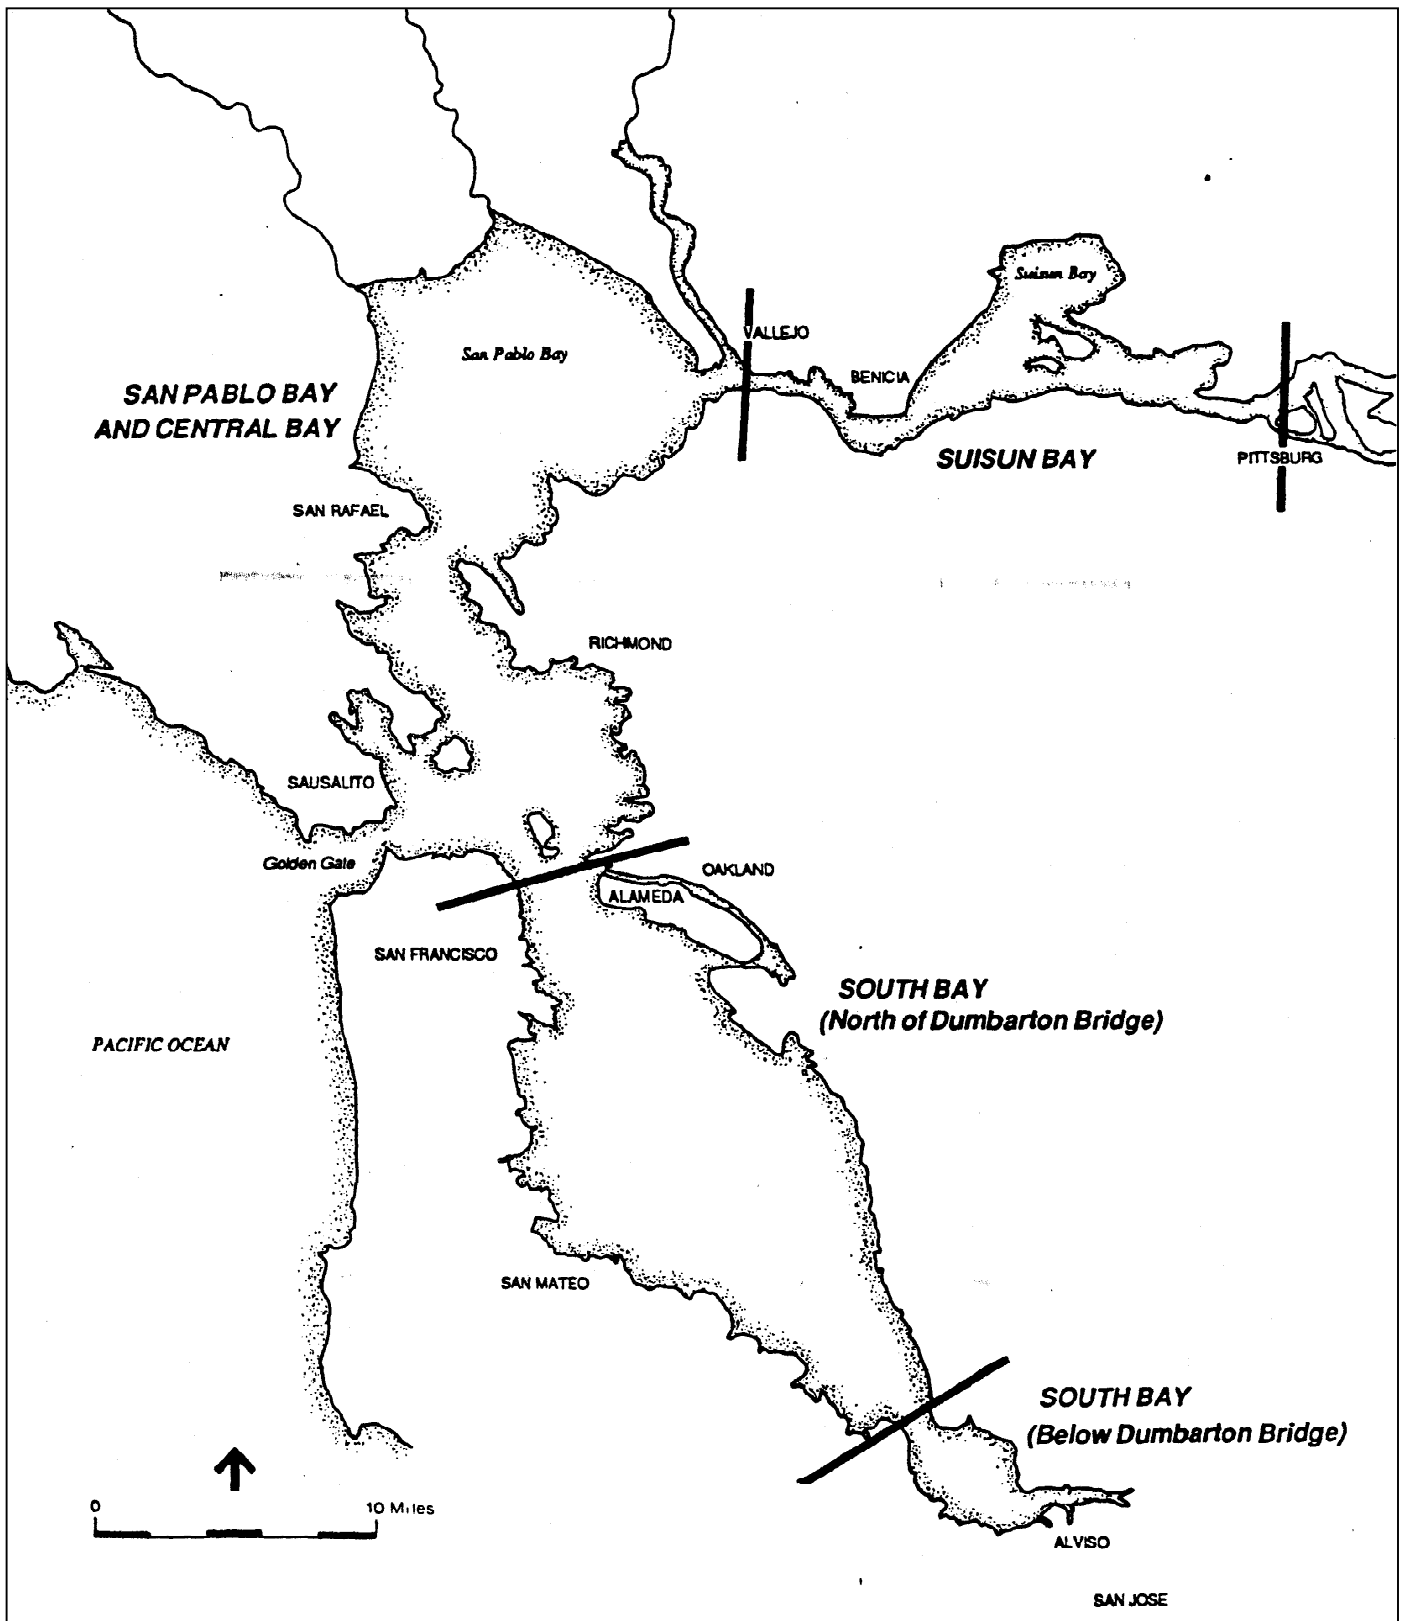 Suisun Bay
VALLEJO
San Pablo Bay
BENICIA
SAN PABLO BAY
AND CENTRAL BAY
SUISUN BAY
PITTSBURG
SAN RAFAEL
RICHMOND
SAUSALITO
Golden Gate
OAKLAND
ALAMEDA
SAN FRANCISCO
SOUTH BAY
(North of Dumbarton Bridge)
PACIFIC OCEAN
SAN MATEO
SOUTH BAY
(Below Dumbarton Bridge)
0 10 Miles
ALVISO
SAN JOSE